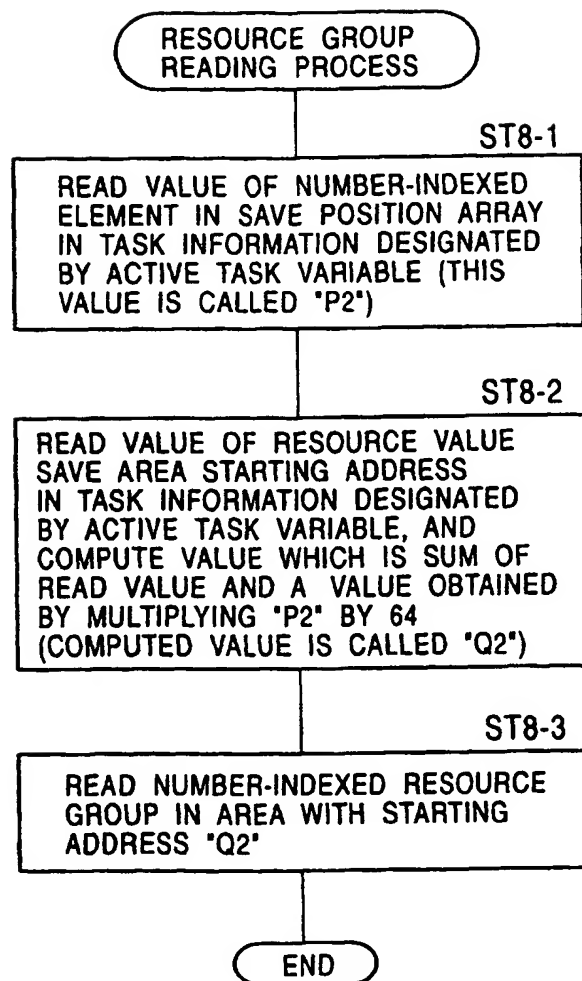 RESOURCE GROUP
READING PROCESS
ST8-1
READ VALUE OF NUMBER-INDEXED
ELEMENT IN SAVE POSITION ARRAY
IN TASK INFORMATION DESIGNATED
BY ACTIVE TASK VARIABLE (THIS
VALUE IS CALLED "P2")
ST8-2
READ VALUE OF RESOURCE VALUE
SAVE AREA STARTING ADDRESS
IN TASK INFORMATION DESIGNATED
BY ACTIVE TASK VARIABLE, AND
COMPUTE VALUE WHICH IS SUM OF
READ VALUE AND A VALUE OBTAINED
BY MULTIPLYING "P2" BY 64
(COMPUTED VALUE IS CALLED "Q2")
ST8-3
READ NUMBER-INDEXED RESOURCE
GROUP IN AREA WITH STARTING
ADDRESS "Q2"
END